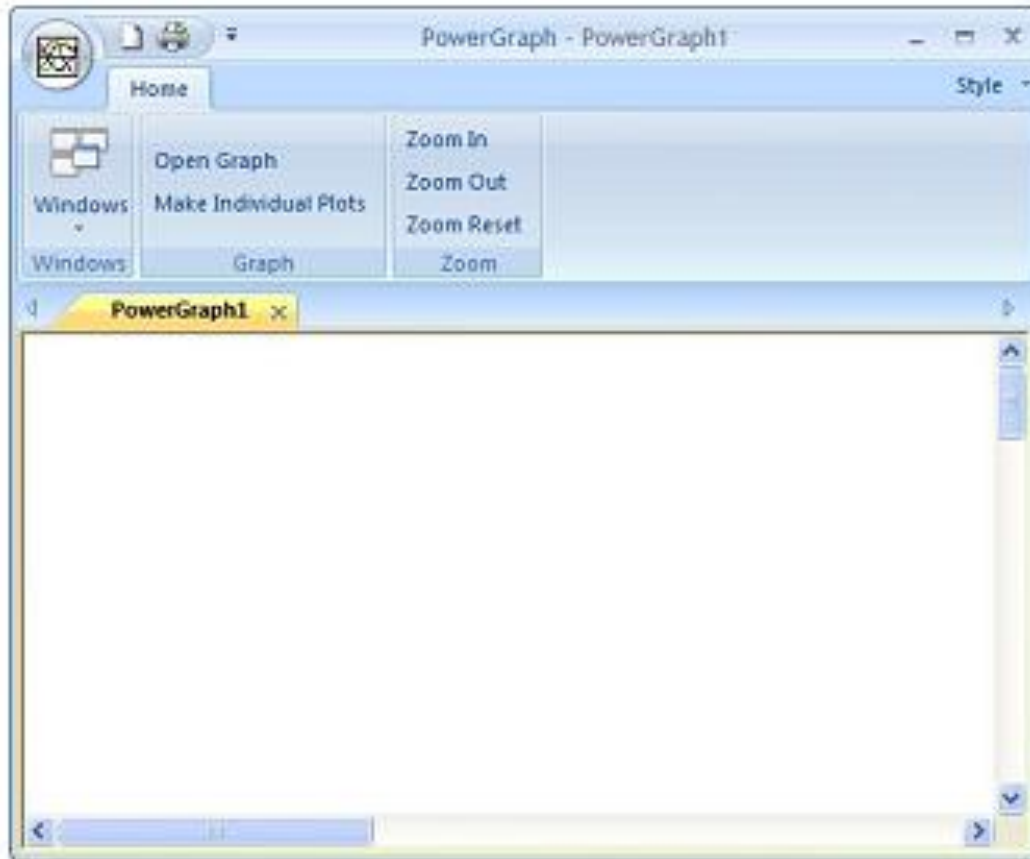 PowerGraph - PowerGraph1
Home
Style
Windows
Windows
Open Graph
Make Individual Plots
Graph
Zoom In
Zoom Out
Zoom Reset
Zoom
PowerGraph1